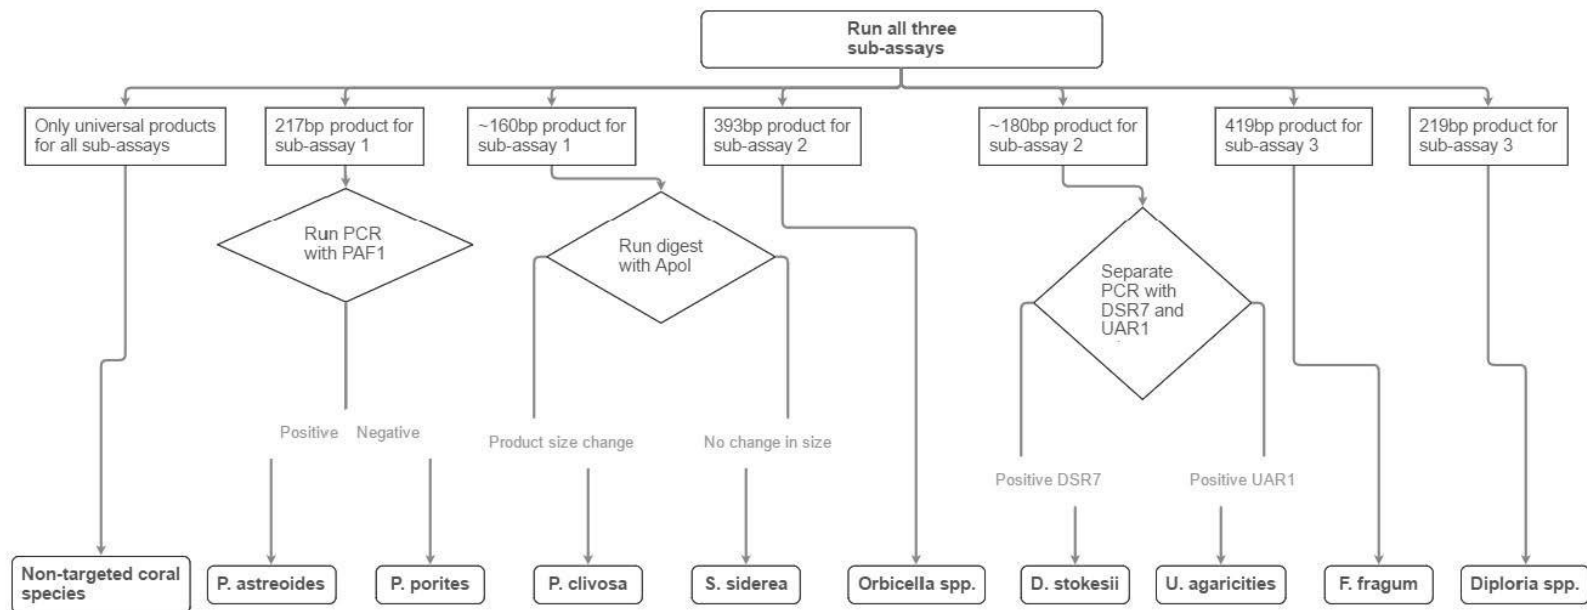 Run all three
sub-assays
Only universal products
for all sub-assays
217bp product for
sub-assay 1
~160bp product for
sub-assay 1
393bp product for
sub-assay 2
~180bp product for
sub-assay 2
419bp product for
sub-assay 3
219bp product for
sub-assay 3
Run PCR
with PAF1
Run digest
with ApoI
Separate
PCR with
DSR7 and
UAR1
Positive
Negative
Product size change
No change in size
Positive DSR7
Positive UAR1
Non-targeted coral
species
P. astreoides
P. porites
P. clivosa
S. siderea
Orbicella spp.
D. stokesii
U. agaricities
F. fragum
Diploria spp.